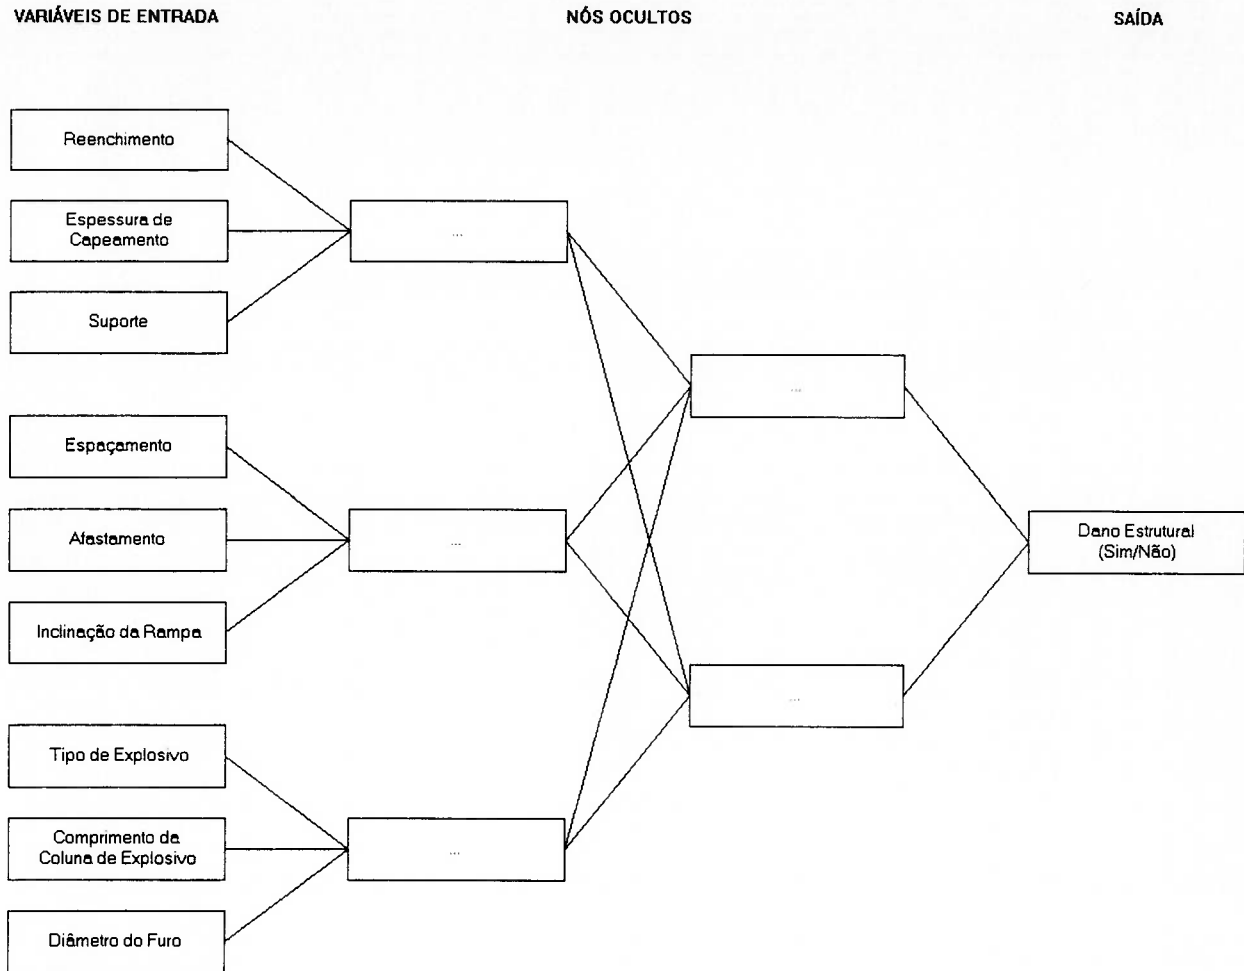 VARIÁVEIS DE ENTRADA
NÓS OCULTOS
SAÍDA
Reenchimento
Espessura de
Capeamento
...
Suporte
...
Espaçamento
Afastamento
...
Dano Estrutural
(Sim/Não)
Inclinação da Rampa
...
Tipo de Explosivo
Comprimento da
Coluna de Explosivo
...
Diâmetro do Furo